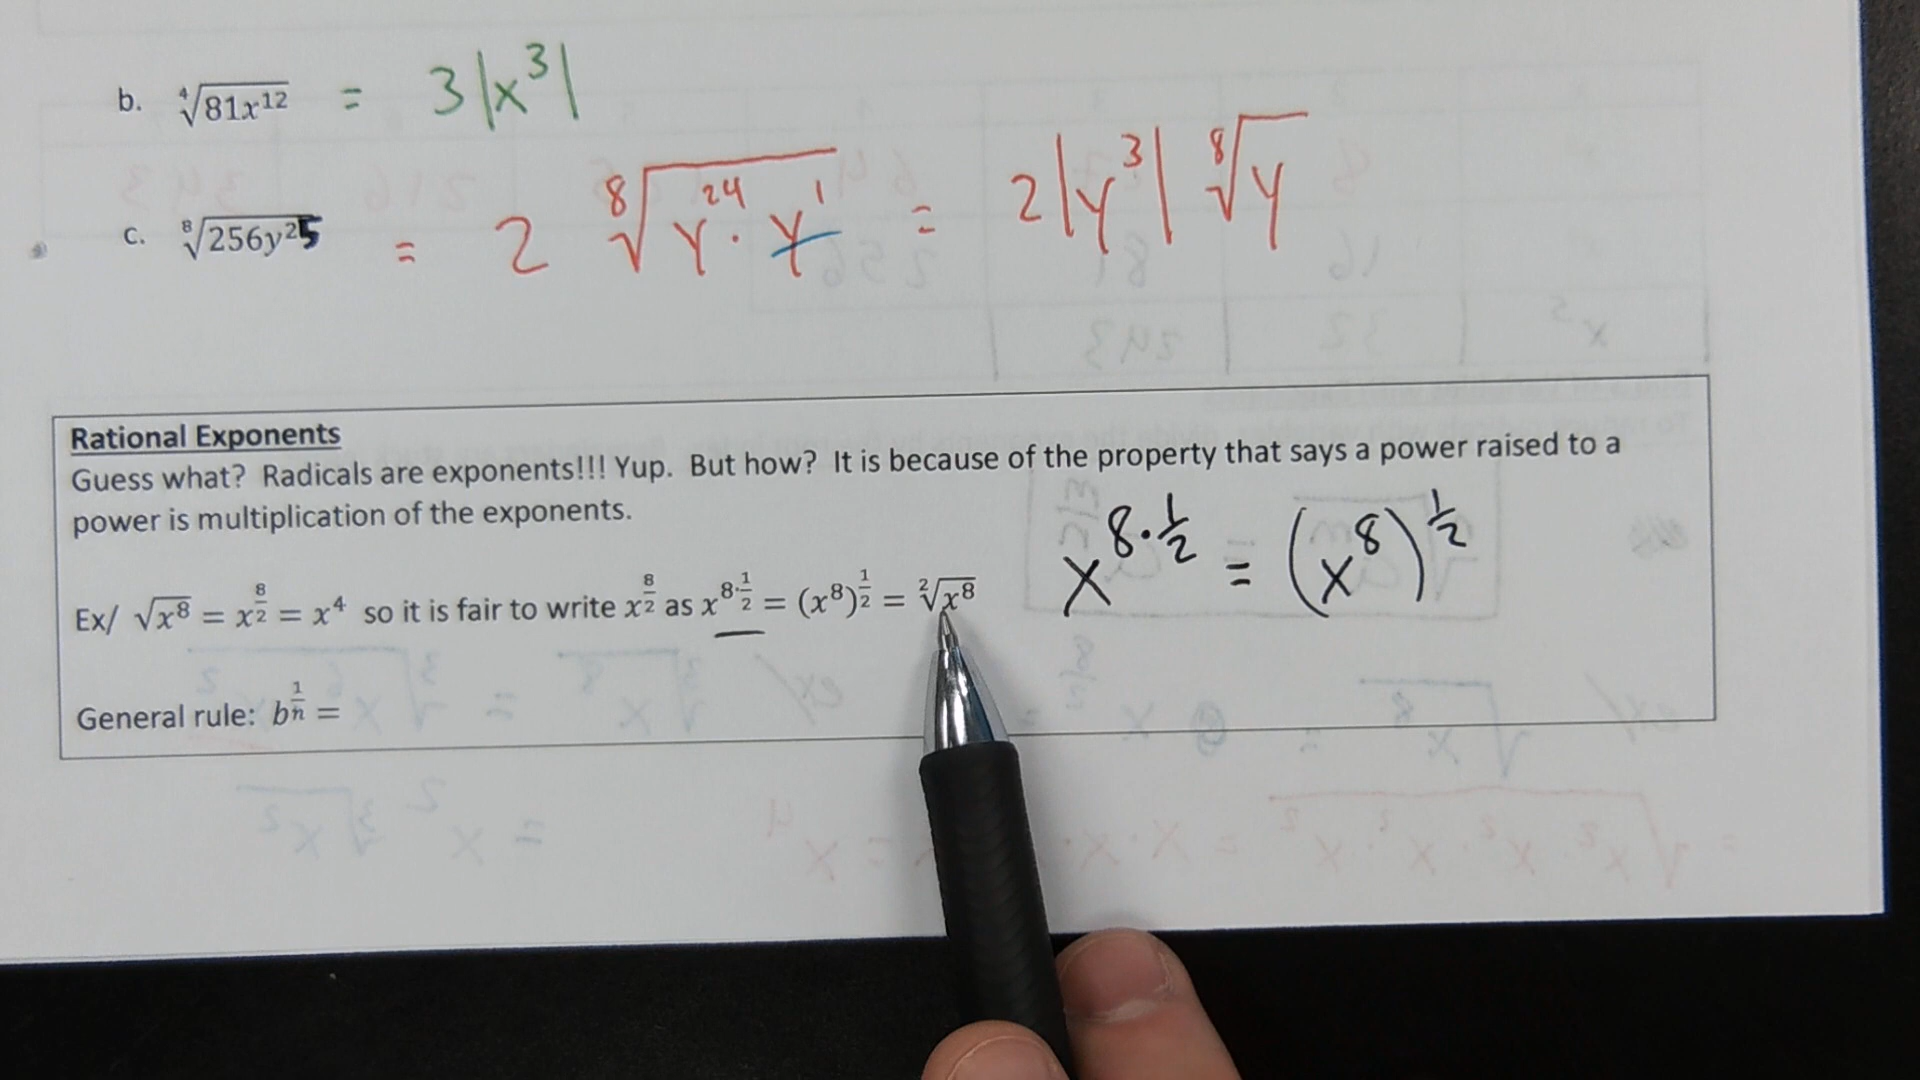 b. ∜81x¹² = 3|x³|
c. ⁸√256y²⁵ = 2 ⁸√y²⁴ · y¹ = 2|y³| ⁸√y
Rational Exponents
Guess what? Radicals are exponents!!! Yup. But how? It is because of the property that says a power raised to a
power is multiplication of the exponents.
x^(8·1/2) = (x⁸)^(1/2)
Ex/ √x⁸ = x^(8/2) = x⁴ so it is fair to write x^(8/2) as x^(8·1/2) = (x⁸)^(1/2) = ²√x⁸
General rule: b^(1/n) =